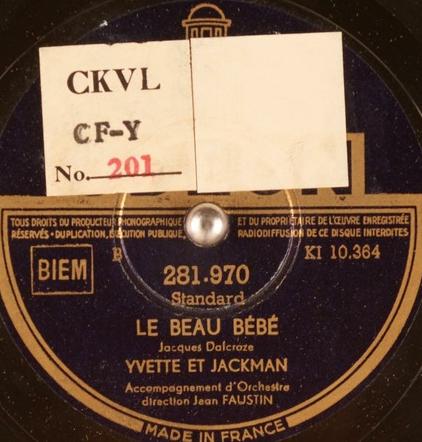 CKVL
CF-Y
No. 201
TOUS DROITS DU PRODUCTEUR PHONOGRAPHIQUE ET DU PROPRIÉTAIRE DE L'ŒUVRE ENREGISTRÉE
RÉSERVÉS • DUPLICATION, EXÉCUTION PUBLIQUE, RADIODIFFUSION DE CE DISQUE INTERDITES
BIEM
KI 10.364
281.970
Standard
LE BEAU BÉBÉ
Jacques Dalcroze
YVETTE ET JACKMAN
Accompagnement d'Orchestre
direction Jean FAUSTIN
MADE IN FRANCE